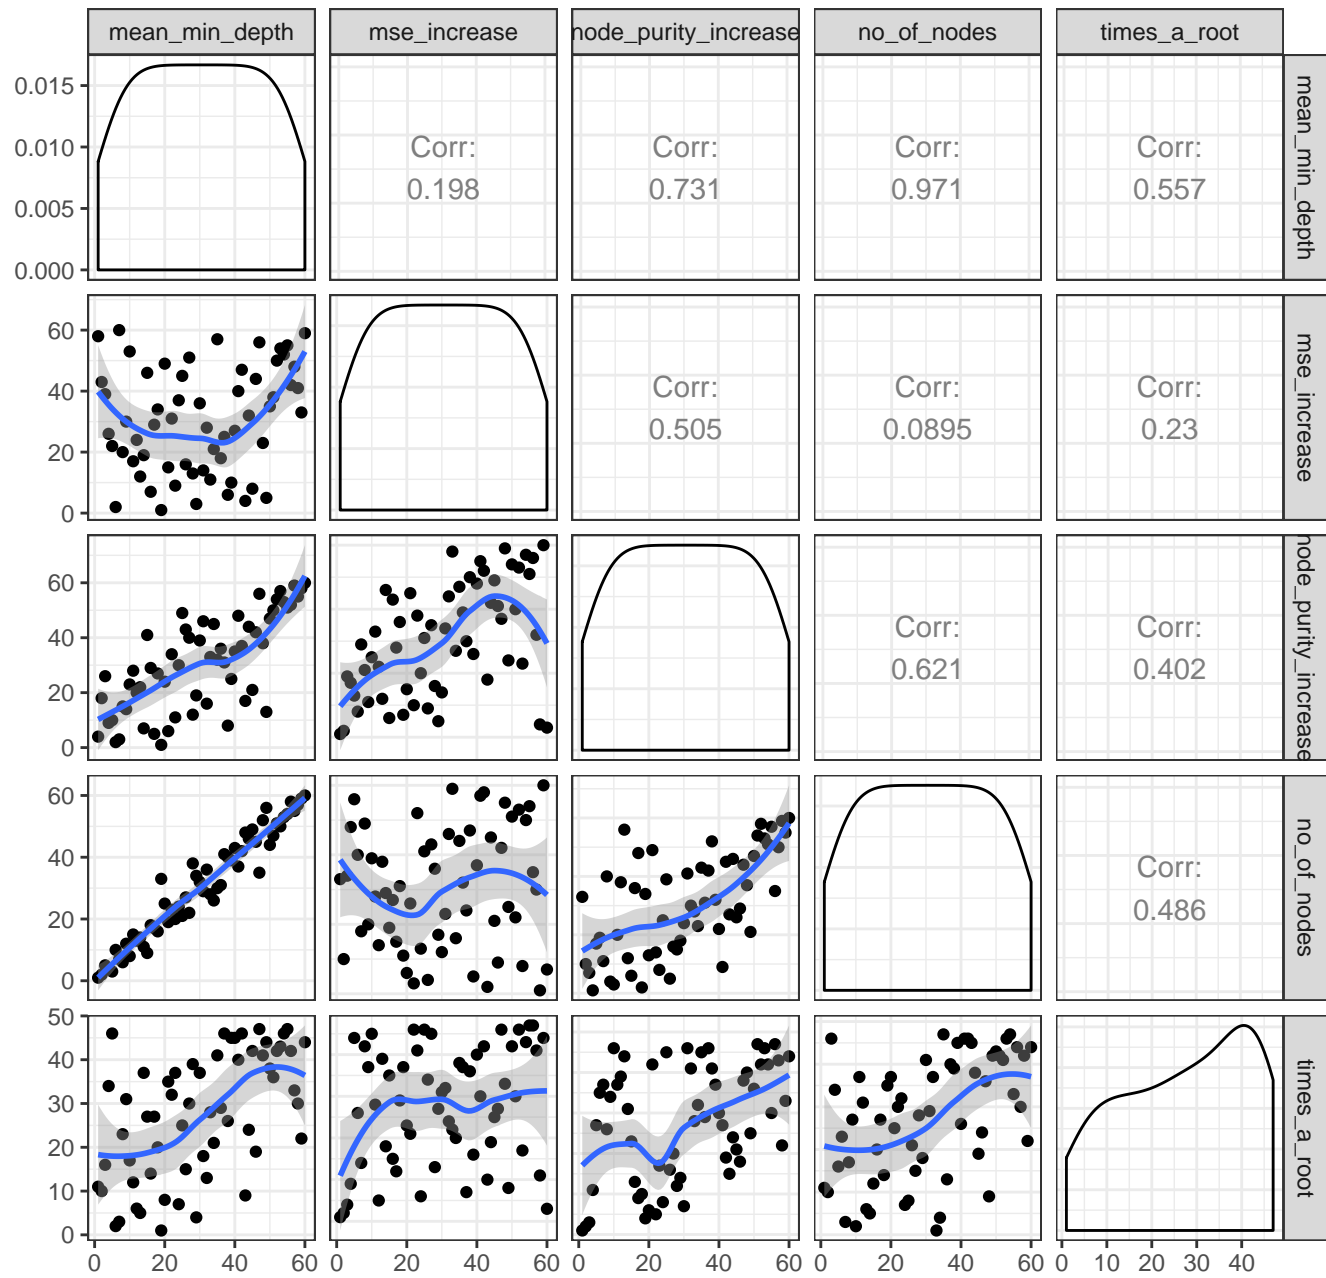 mean_min_depth mse_increase node_purity_increase no_of_nodes times_a_root
0.015
0.010
0.005
0.000
Corr:
0.198
Corr:
0.731
Corr:
0.971
Corr:
0.557
mean_min_depth
60
40
20
0
Corr:
0.505
Corr:
0.0895
Corr:
0.23
mse_increase
60
40
20
0
Corr:
0.621
Corr:
0.402
node_purity_increase
60
40
20
0
Corr:
0.486
no_of_nodes
50
40
30
20
10
0
times_a_root
0 20 40 60 0 20 40 60 0 20 40 60 0 20 40 60 0 10 20 30 40